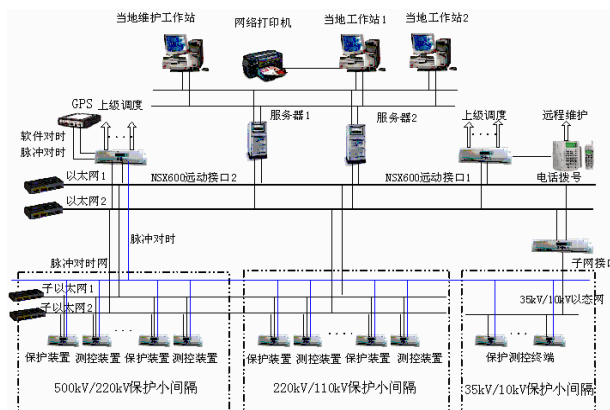 当地维护工作站
网络打印机
当地工作站1
当地工作站2
GPS
上级调度
服务器1
服务器2
上级调度
远程维护
软件对时
脉冲对时
以太网1
NSX600远动接口2
NSX600远动接口1
电话拨号
以太网2
脉冲对时
脉冲对时网
子网接口
子以太网1
子以太网2
35kV/10kV以态网
保护装置
测控装置
保护装置
测控装置
保护装置
测控装置
保护装置
测控装置
保护测控终端
500kV/220kV保护小间隔
220kV/110kV保护小间隔
35kV/10kV保护小间隔